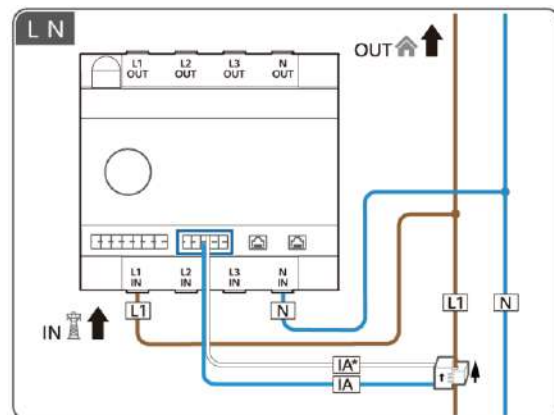 L N
OUT
L1 OUT
L2 OUT
L3 OUT
N OUT
L1 IN
L2 IN
L3 IN
N IN
L1
N
L1
N
IN
IA*
IA